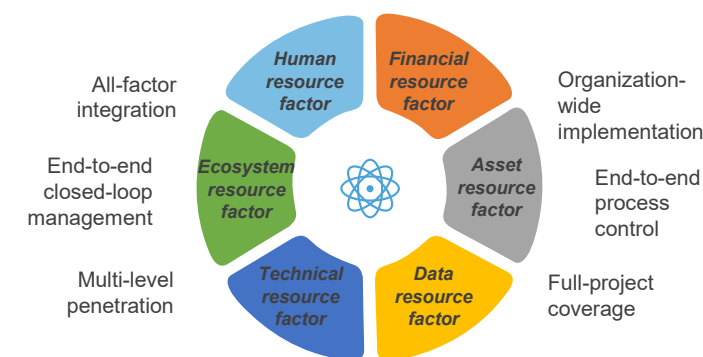 Human
resource
factor
Financial
resource
factor
All-factor
integration
Organization-
wide
implementation
End-to-end
closed-loop
management
Ecosystem
resource
factor
Asset
resource
factor
End-to-end
process
control
Multi-level
penetration
Technical
resource
factor
Data
resource
factor
Full-project
coverage